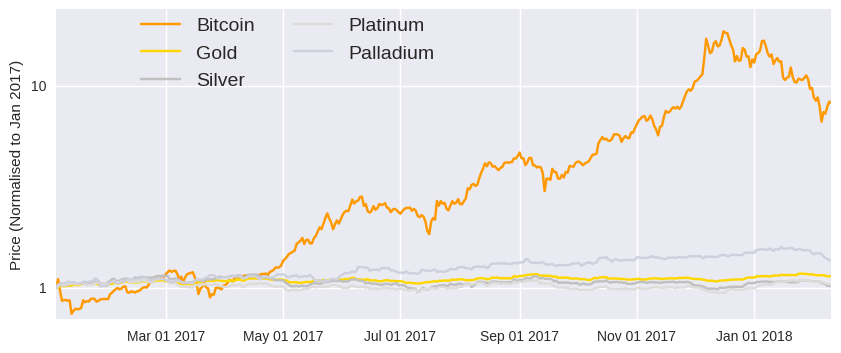 Bitcoin
Gold
Silver
Platinum
Palladium
Price (Normalised to Jan 2017)
10
1
Mar 01 2017
May 01 2017
Jul 01 2017
Sep 01 2017
Nov 01 2017
Jan 01 2018